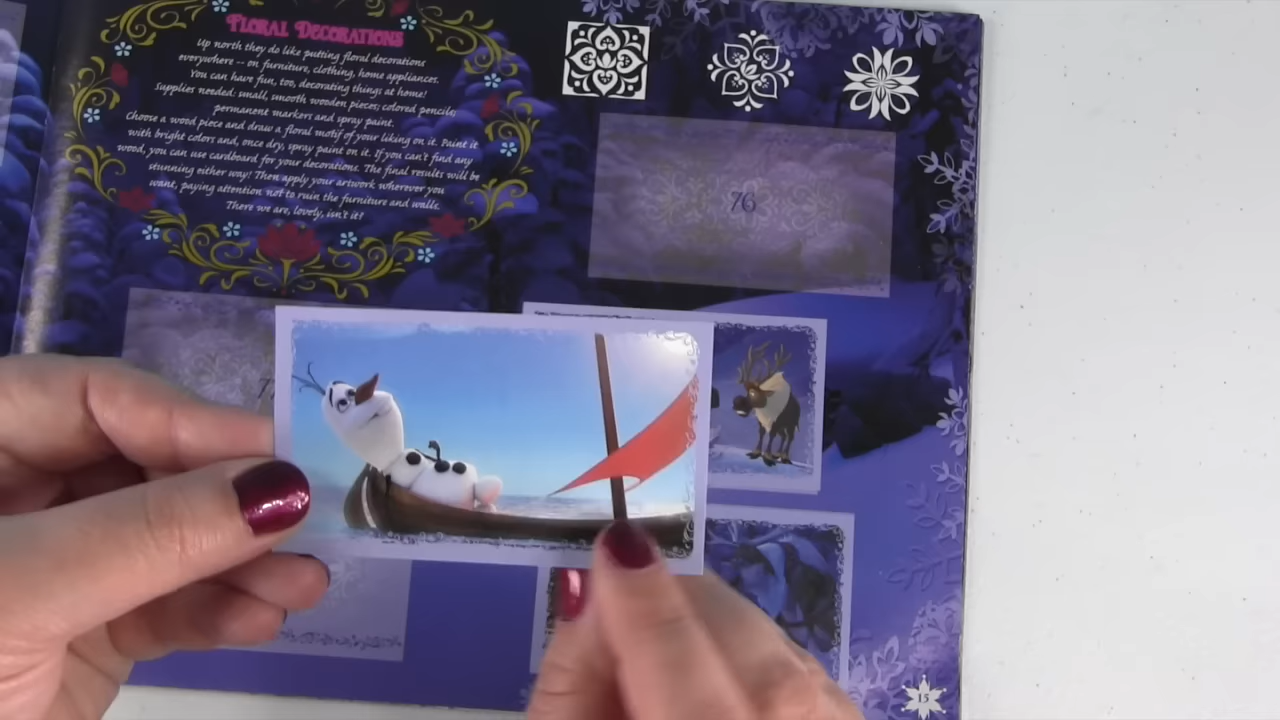 FLORAL DECORATIONS
Up north they do like putting floral decorations
everywhere – on furniture, clothing, home appliances.
You can have fun, too, decorating things at home!
Supplies needed: small, smooth wooden pieces; colored pencils;
permanent markers and spray paint.
Choose a wood piece and draw a floral motif of your liking on it. Paint it
with bright colors and, once dry, spray paint on it. If you can't find any
wood, you can use cardboard for your decorations. The final results will be
stunning either way! Then apply your artwork wherever you
want, paying attention not to ruin the furniture and walls.
There we are, lovely, isn't it?
76
15